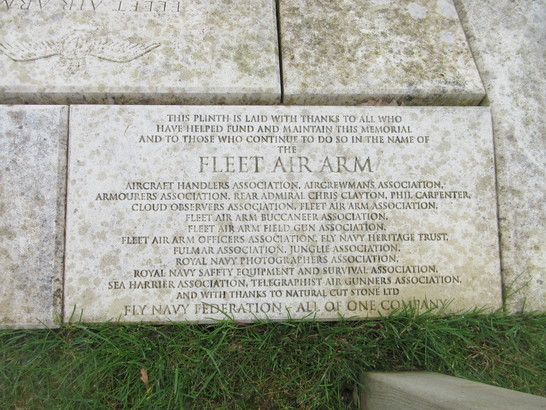 FLEET AIR ARM
THIS PLINTH IS LAID WITH THANKS TO ALL WHO
HAVE HELPED FUND AND MAINTAIN THIS MEMORIAL
AND TO THOSE WHO CONTINUE TO DO SO IN THE NAME OF
THE
FLEET AIR ARM
AIRCRAFT HANDLERS ASSOCIATION, AIRCREWMANS ASSOCIATION,
ARMOURERS ASSOCIATION, REAR ADMIRAL CHRIS CLAYTON, PHIL CARPENTER,
CLOUD OBSERVERS ASSOCIATION, FLEET AIR ARM ASSOCIATION,
FLEET AIR ARM BUCCANEER ASSOCIATION,
FLEET AIR ARM FIELD GUN ASSOCIATION,
FLEET AIR ARM OFFICERS ASSOCIATION, FLY NAVY HERITAGE TRUST,
FULMAR ASSOCIATION, JUNGLIE ASSOCIATION,
ROYAL NAVY PHOTOGRAPHERS ASSOCIATION,
ROYAL NAVY SAFETY EQUIPMENT AND SURVIVAL ASSOCIATION,
SEA HARRIER ASSOCIATION, TELEGRAPHIST AIR GUNNERS ASSOCIATION.
AND WITH THANKS TO NATURAL CUT STONE LTD
FLY NAVY FEDERATION - ALL OF ONE COMPANY